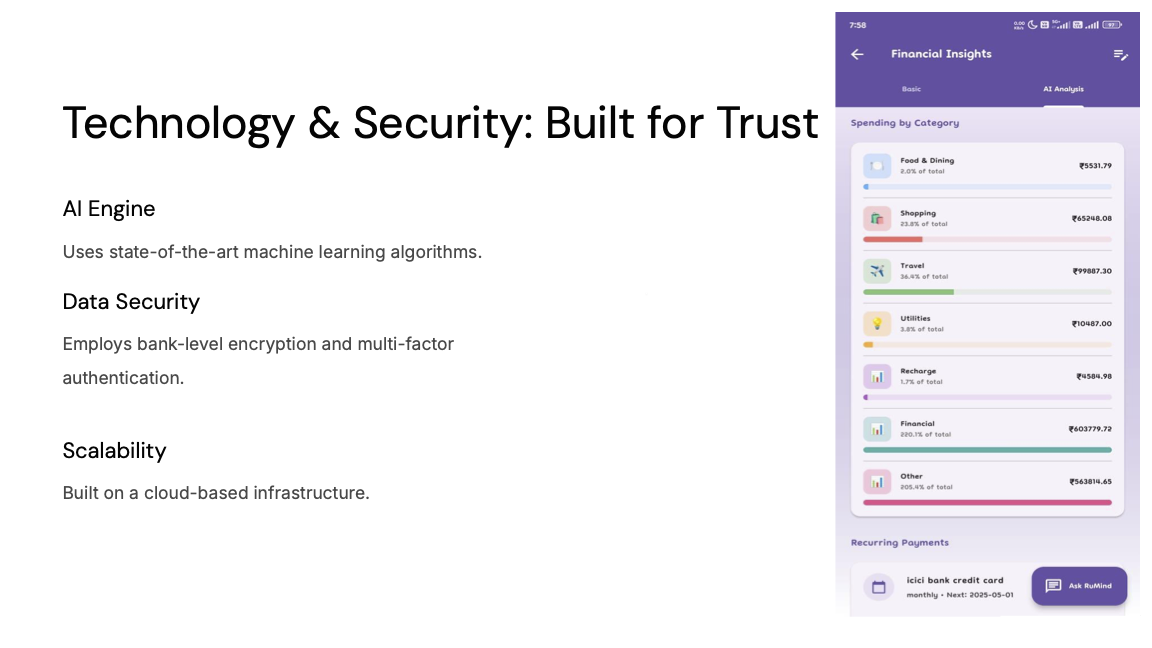 Technology & Security: Built for Trust
AI Engine
Uses state-of-the-art machine learning algorithms.
Data Security
Employs bank-level encryption and multi-factor
authentication.
Scalability
Built on a cloud-based infrastructure.
7:58
Financial Insights
Basic
AI Analysis
Spending by Category
Food & Dining
₹5531.79
2.0% of total
Shopping
₹65248.08
23.8% of total
Travel
₹99887.30
36.4% of total
Utilities
₹10487.00
3.8% of total
Recharge
₹4584.98
1.7% of total
Financial
₹603779.72
220.1% of total
Other
₹563814.65
205.4% of total
Recurring Payments
icici bank credit card
monthly • Next: 2025-05-01
Ask RuMind